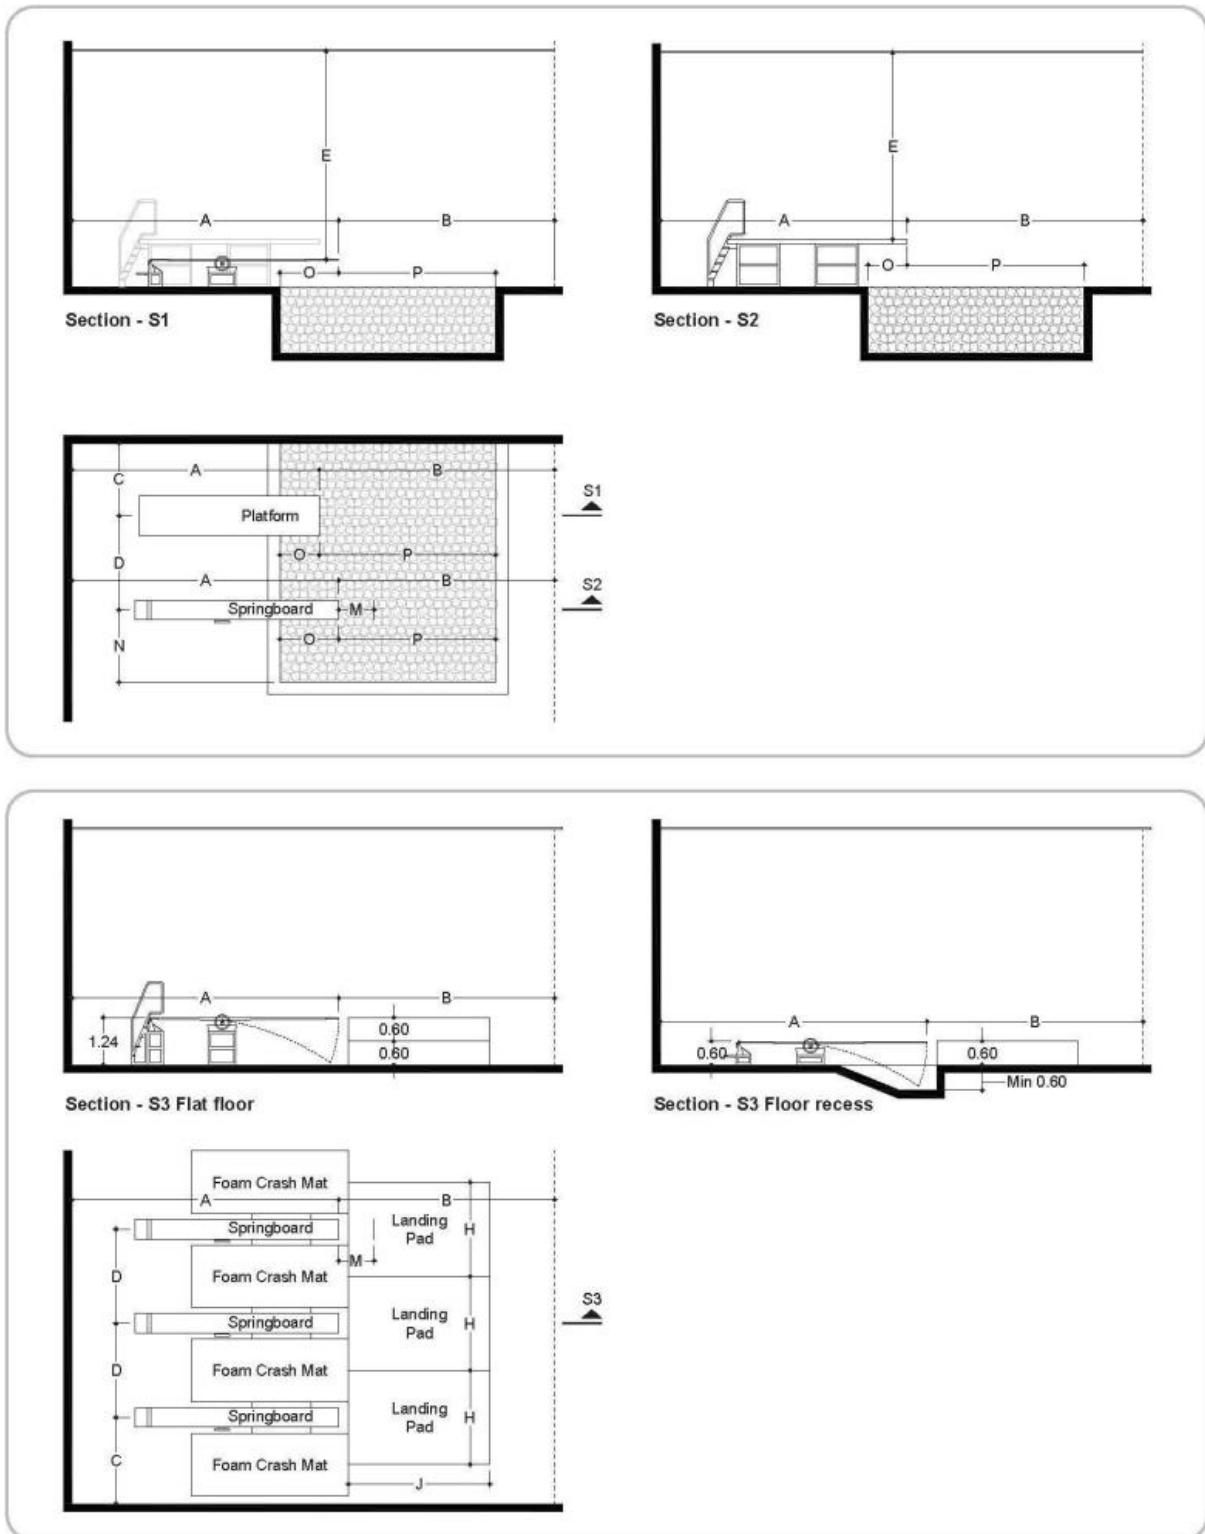 E
E
A
B
A
B
O
P
O
P
Section - S1
Section - S2
A
B
C
S1
Platform
O
P
D
A
B
S2
Springboard
M
N
O
P
A
B
0.60
1.24
0.60
A
B
0.60
0.60
Min 0.60
Section - S3 Flat floor
Section - S3 Floor recess
Foam Crash Mat
A
B
Springboard
Landing
Pad
H
M
D
Foam Crash Mat
S3
Springboard
Landing
Pad
H
D
Foam Crash Mat
Springboard
Landing
Pad
H
C
Foam Crash Mat
J